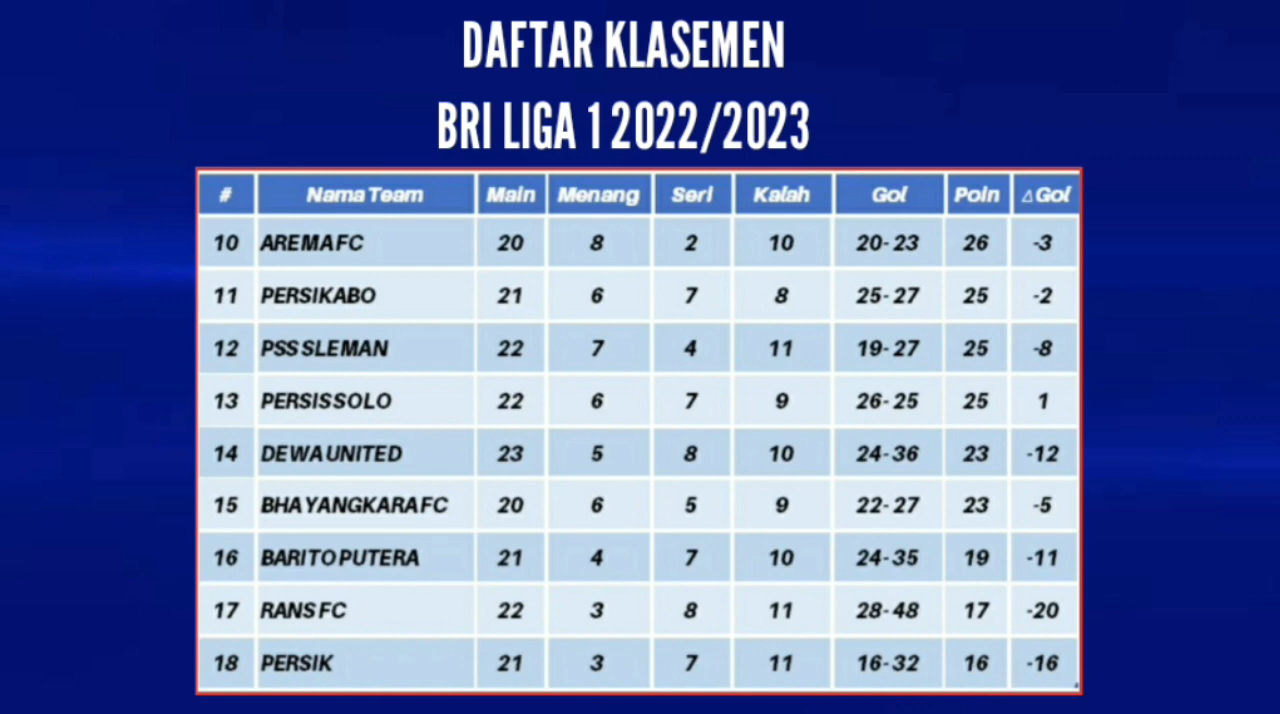 DAFTAR KLASEMEN
BRI LIGA 1 2022/2023
# Nama Team Main Menang Seri Kalah Gol Poin △ Gol
10 AREMA FC 20 8 2 10 20-23 26 -3
11 PERSIKABO 21 6 7 8 25-27 25 -2
12 PSS SLEMAN 22 7 4 11 19-27 25 -8
13 PERSIS SOLO 22 6 7 9 26-25 25 1
14 DEWA UNITED 23 5 8 10 24-36 23 -12
15 BHAYANGKARA FC 20 6 5 9 22-27 23 -5
16 BARITO PUTERA 21 4 7 10 24-35 19 -11
17 RANS FC 22 3 8 11 28-48 17 -20
18 PERSIK 21 3 7 11 16-32 16 -16